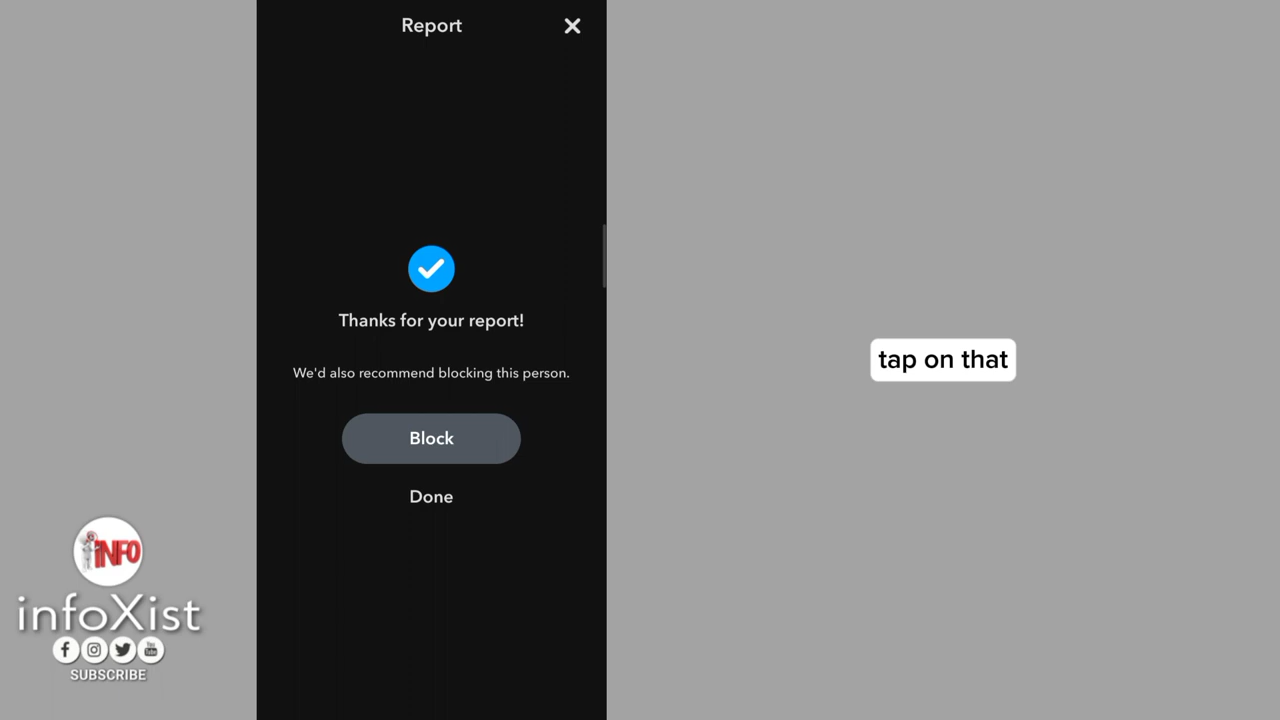 Report
Thanks for your report!
We'd also recommend blocking this person.
Block
Done
tap on that
iNFO
infoXist
SUBSCRIBE